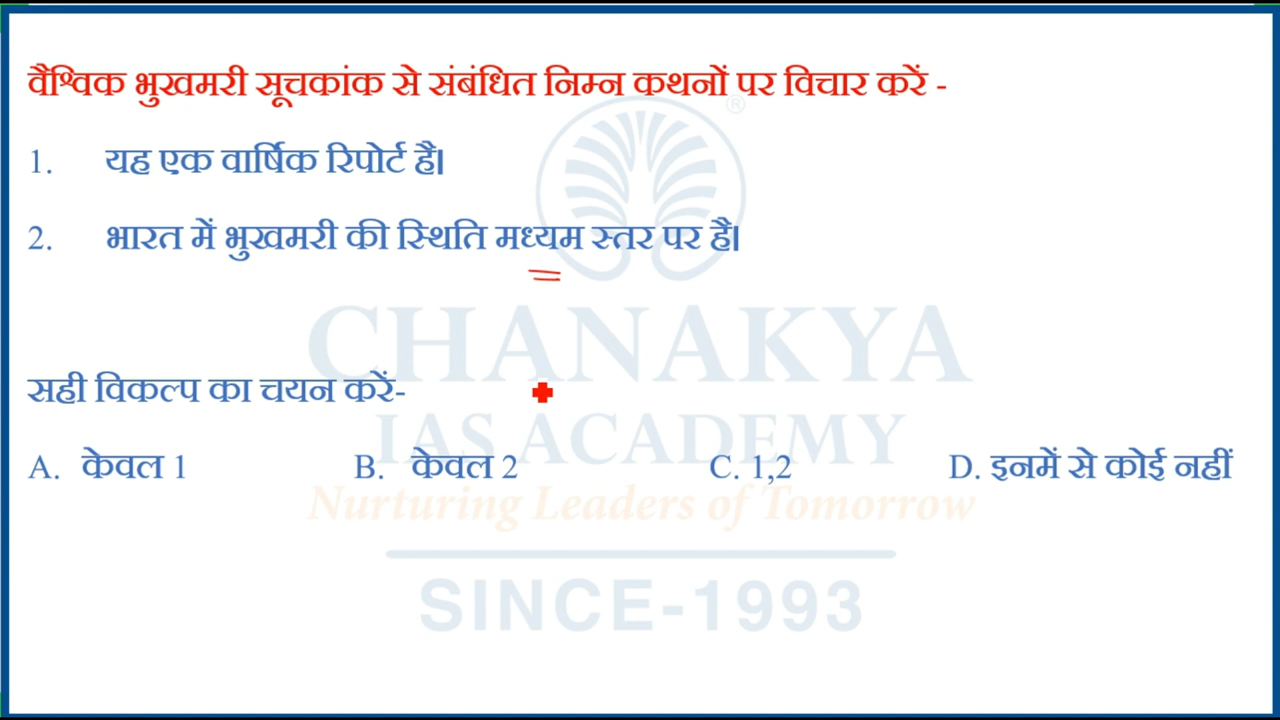 वैश्विक भुखमरी सूचकांक से संबंधित निम्न कथनों पर विचार करें -
1. यह एक वार्षिक रिपोर्ट है।
2. भारत में भुखमरी की स्थिति मध्यम स्तर पर है।
सही विकल्प का चयन करें-
A. केवल 1 B. केवल 2 C. 1,2 D. इनमें से कोई नहीं
®
CHANAKYA
IAS ACADEMY
Nurturing Leaders of Tomorrow
SINCE-1993